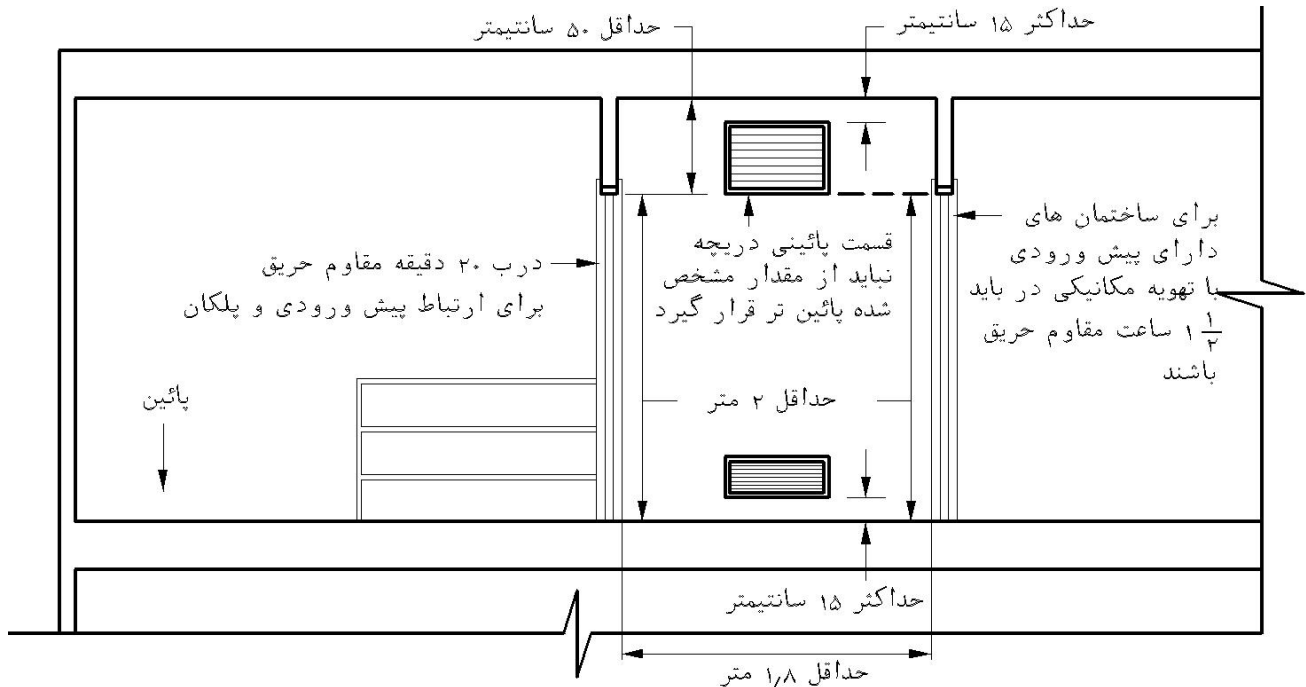 حداقل ۵۰ سانتیمتر
حداکثر ۱۵ سانتیمتر
برای ساختمان های
دارای پیش ورودی
با تهویه مکانیکی در باید
۱ ۱/۲ ساعت مقاوم حریق
باشند
قسمت پائینی دریچه
نباید از مقدار مشخص
شده پائین تر قرار گیرد
درب ۲۰ دقیقه مقاوم حریق
برای ارتباط پیش ورودی و پلکان
پائین
حداقل ۲ متر
حداکثر ۱۵ سانتیمتر
حداقل ۱٫۸ متر